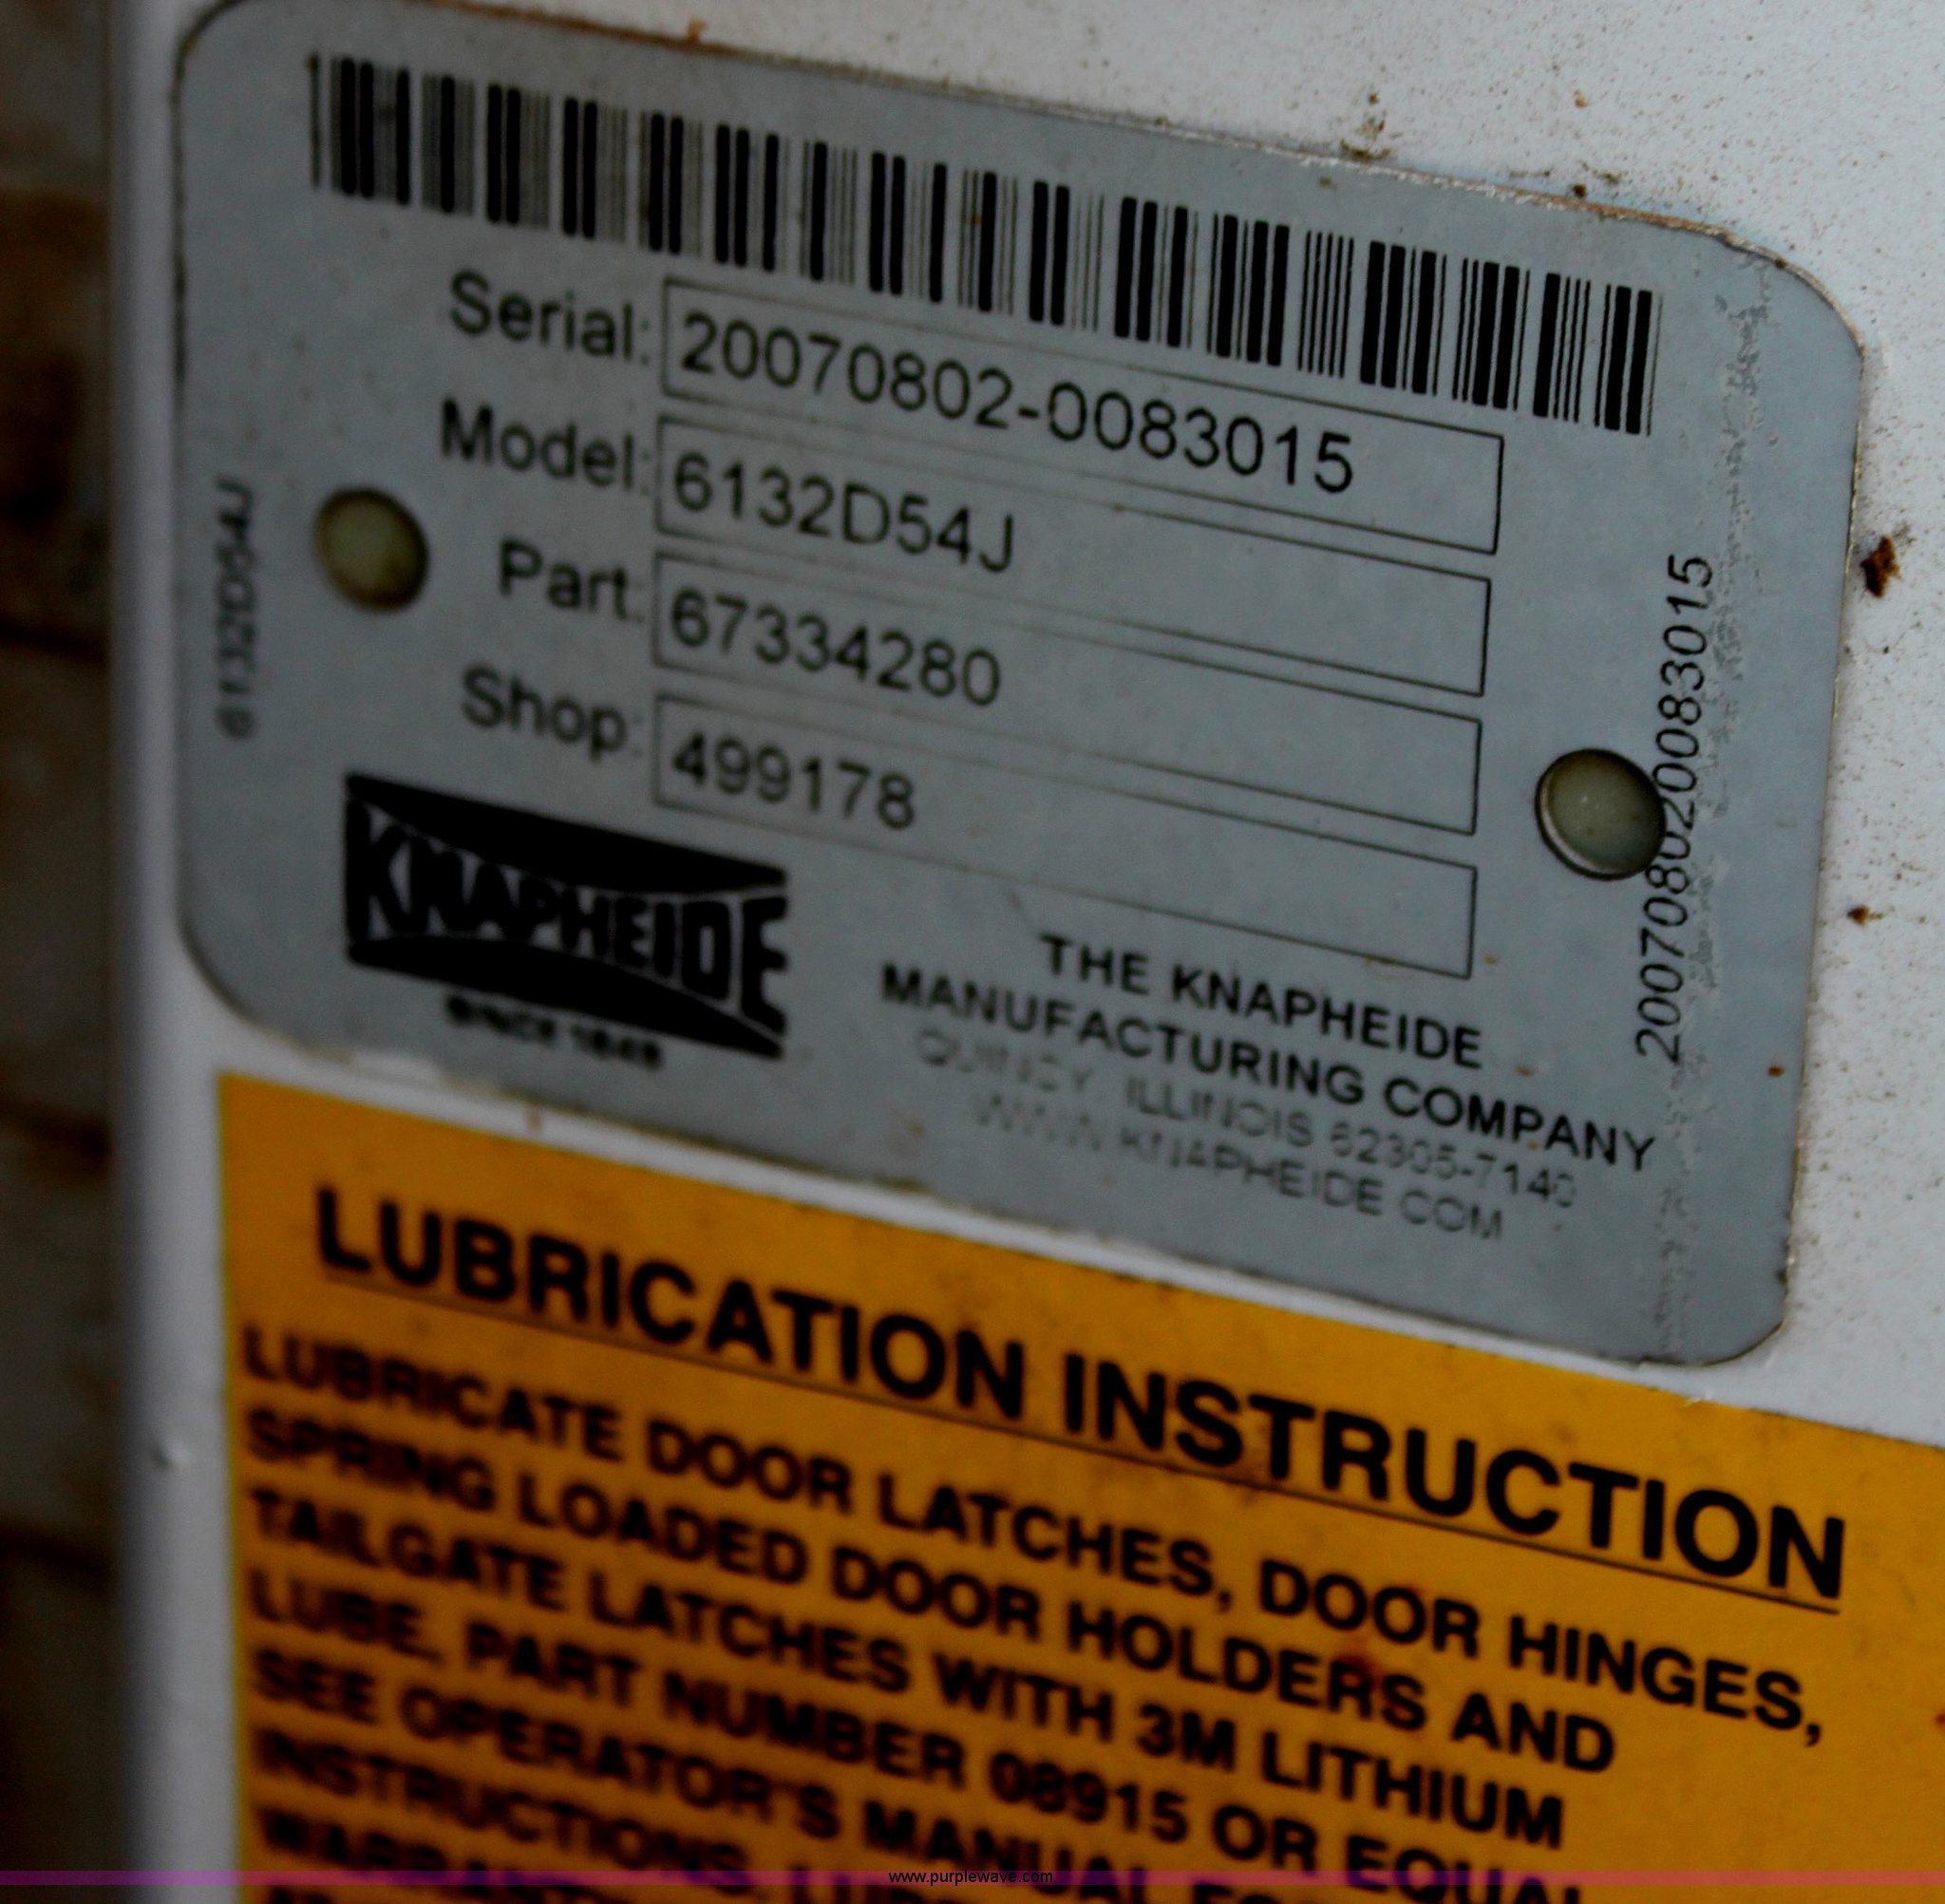 Serial: 20070802-0083015
Model: 6132D54J
Part: 67334280
Shop: 499178
6132D54J
200708020083015
KNAPHEIDE
SINCE 1848
THE KNAPHEIDE
MANUFACTURING COMPANY
QUINCY, ILLINOIS 62305-7140
WWW.KNAPHEIDE.COM
LUBRICATION INSTRUCTION
LUBRICATE DOOR LATCHES, DOOR HINGES,
SPRING LOADED DOOR HOLDERS AND
TAILGATE LATCHES WITH 3M LITHIUM
LUBE, PART NUMBER 08915 OR EQUAL
SEE OPERATOR'S MANUAL
INSTRUCTIONS.
www.purplewave.com